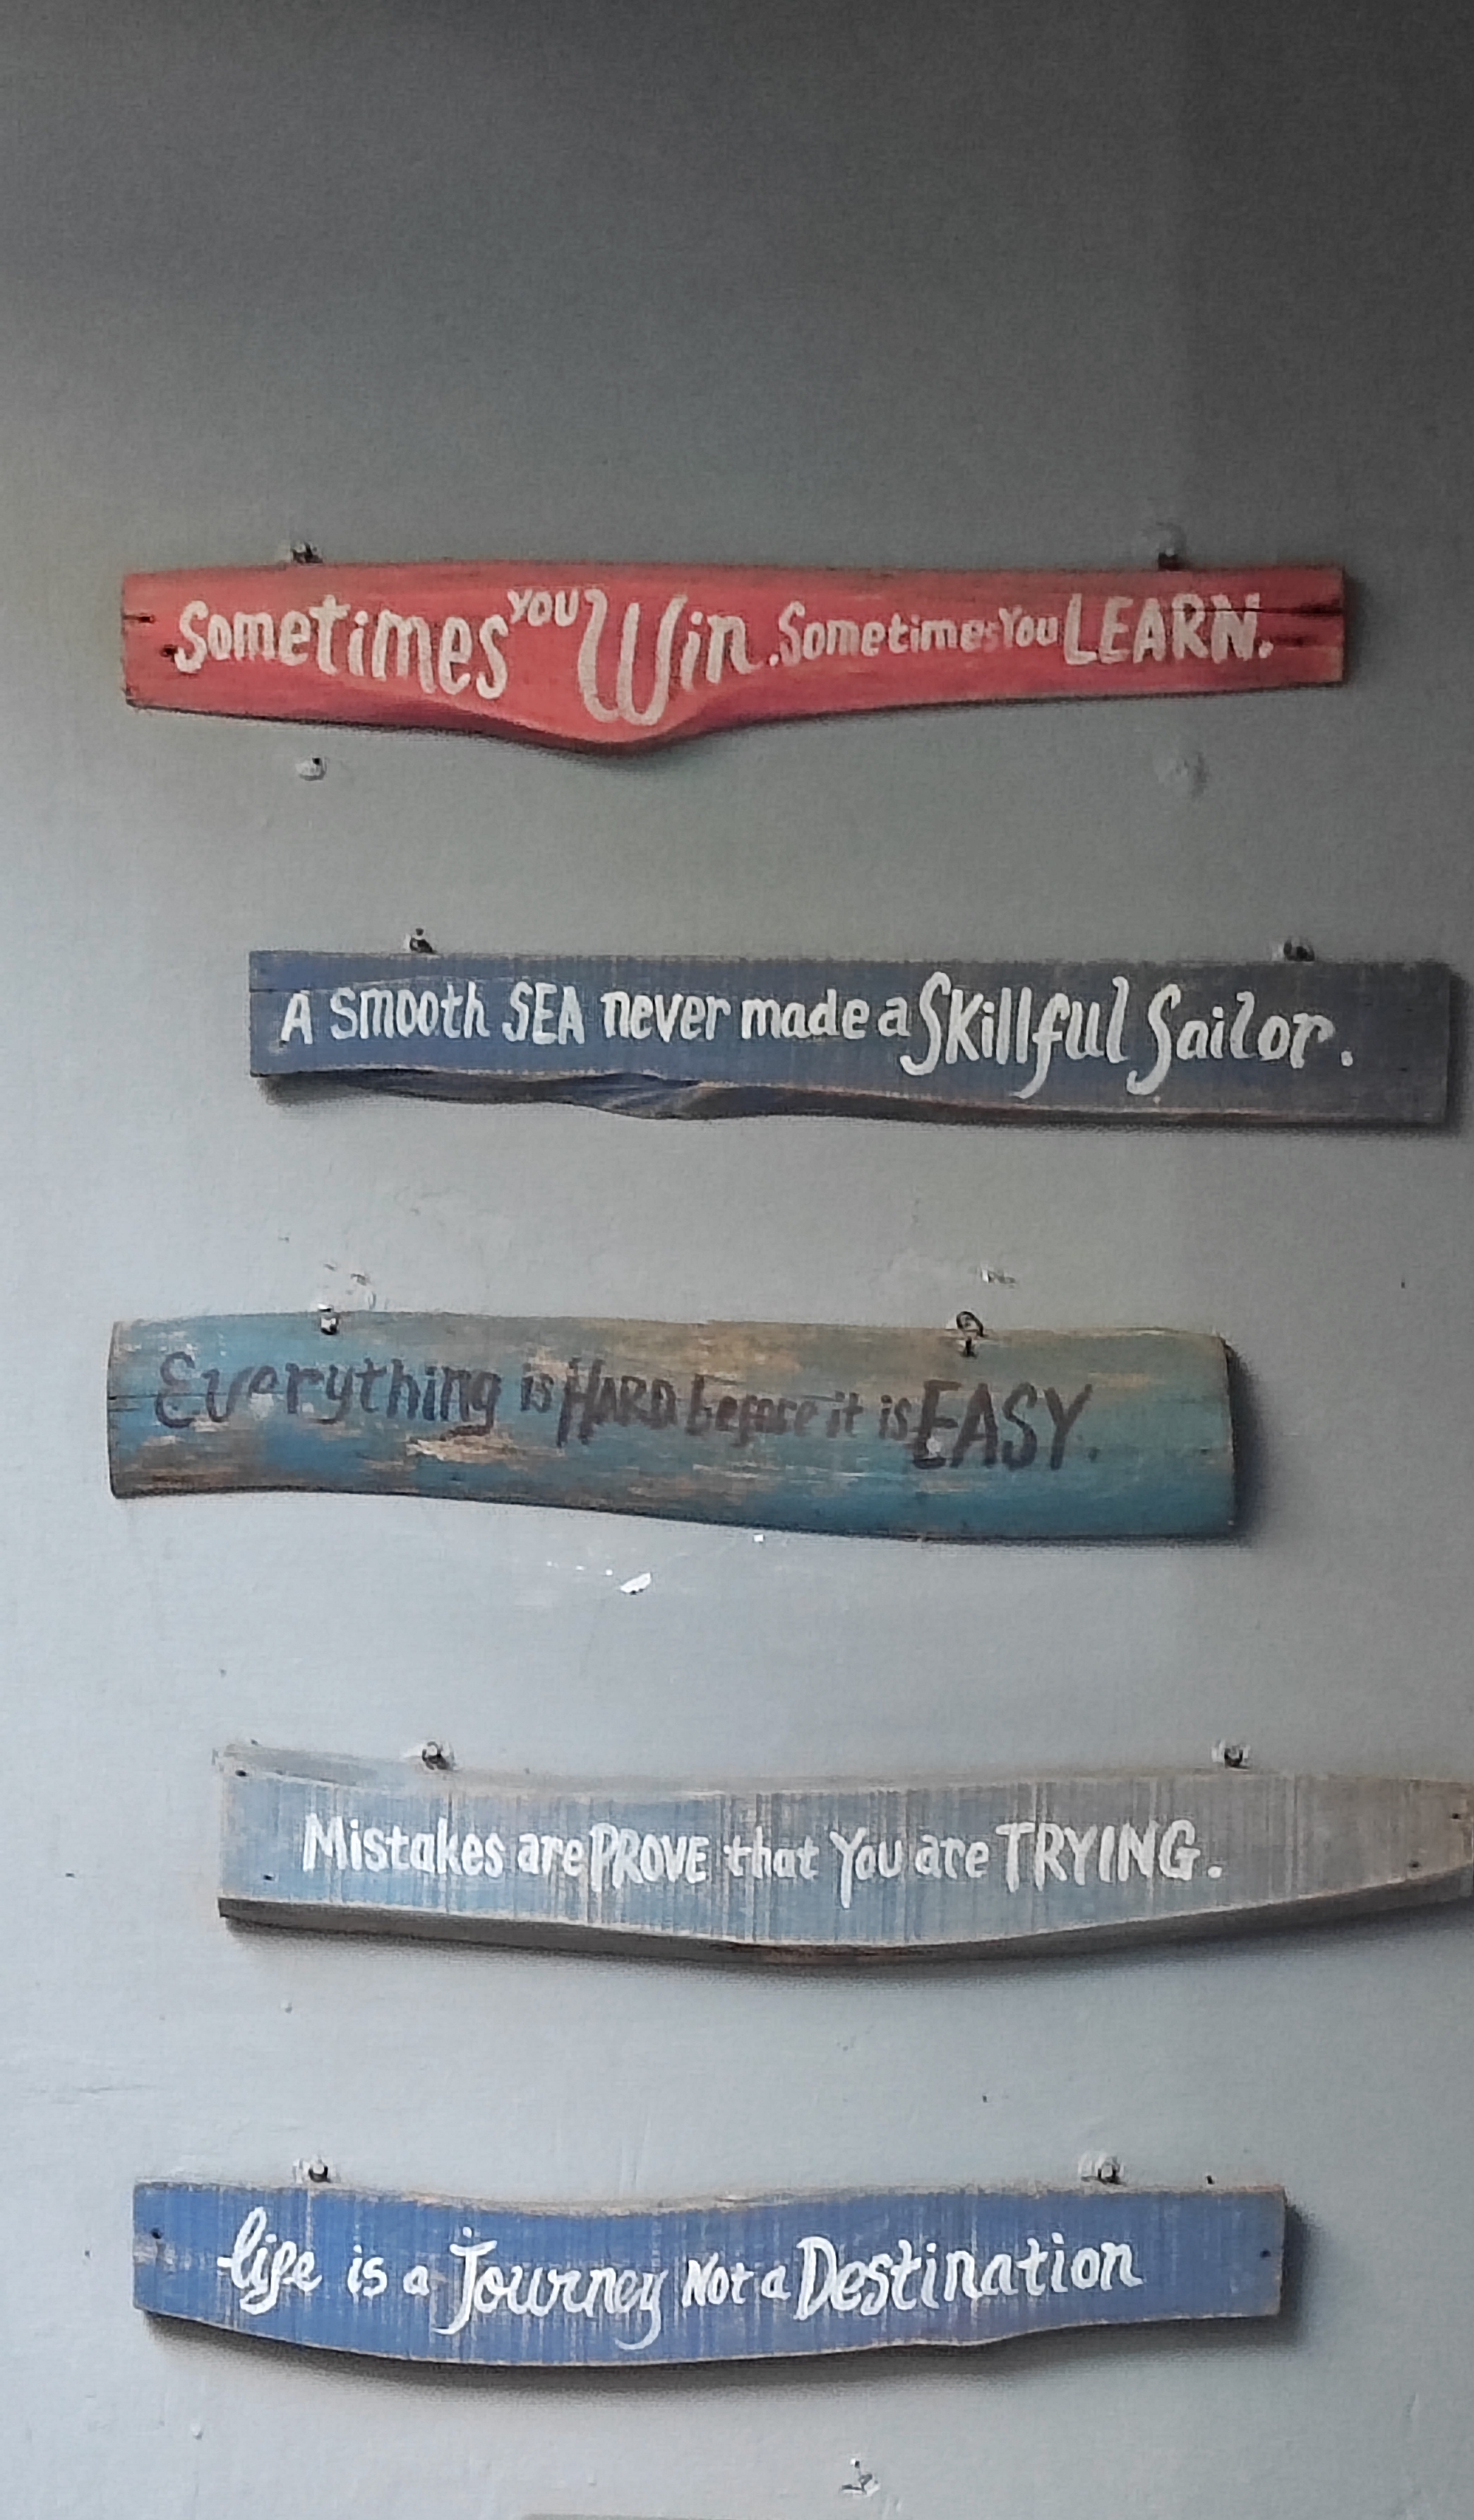 Sometimes YOU Win. Sometimes You LEARN.
A smooth SEA never made a Skillful Sailor.
Everything is HARD before it is EASY.
Mistakes are PROVE that You are TRYING.
life is a Journey Not a Destination